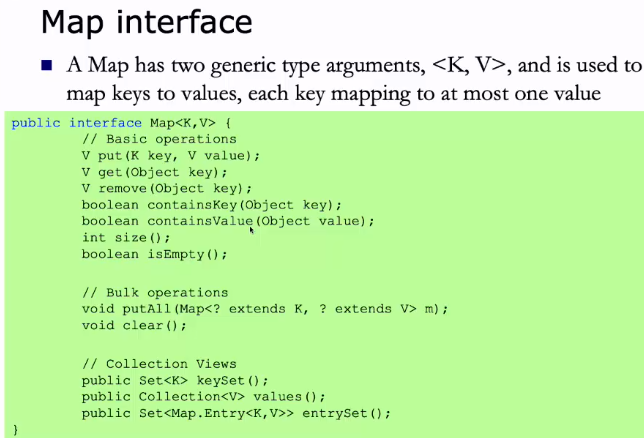 Map interface
A Map has two generic type arguments, <K, V>, and is used to
map keys to values, each key mapping to at most one value
public interface Map<K,V> {
// Basic operations
V put(K key, V value);
V get(Object key);
V remove(Object key);
boolean containsKey(Object key);
boolean containsValue(Object value);
int size();
boolean isEmpty();
// Bulk operations
void putAll(Map<? extends K, ? extends V> m);
void clear();
// Collection Views
public Set<K> keySet();
public Collection<V> values();
public Set<Map.Entry<K,V>> entrySet();
}